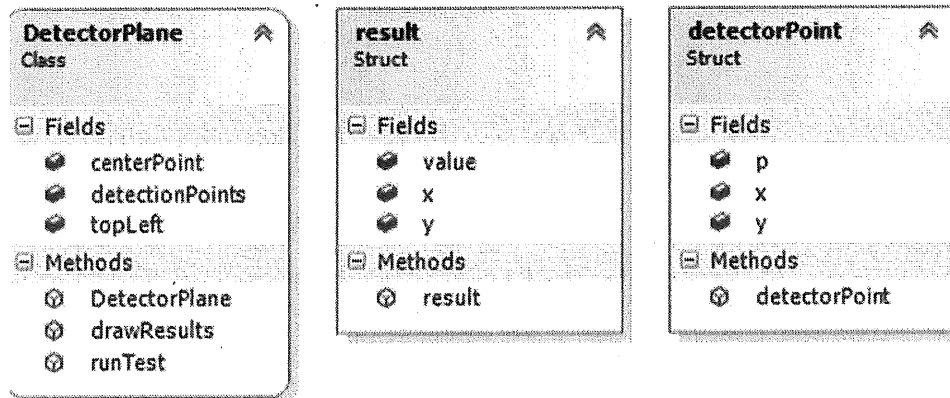 DetectorPlane
Class
Fields
centerPoint
detectionPoints
topLeft
Methods
DetectorPlane
drawResults
runTest
result
Struct
Fields
value
x
y
Methods
result
detectorPoint
Struct
Fields
p
x
y
Methods
detectorPoint